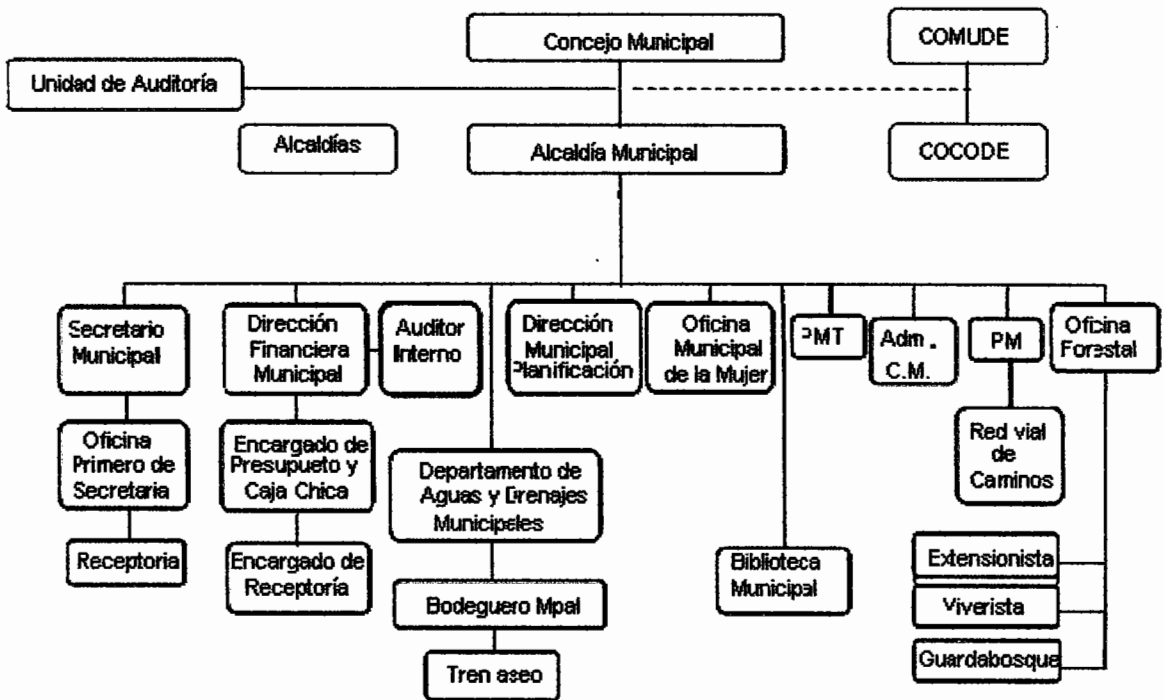 Concejo Municipal
COMUDE
Unidad de Auditoría
Alcaldías
Alcaldía Municipal
COCODE
Secretario
Municipal
Dirección
Financiera
Municipal
Auditor
Interno
Dirección
Municipal
Planificación
Oficina
Municipal
de la Mujer
PMT
Adm.
C.M.
PM
Oficina
Forestal
Oficina
Primero de
Secretaria
Encargado de
Presupueto y
Caja Chica
Departamento de
Aguas y Drenajes
Municipeles
Red vial
de
Caminos
Receptoria
Encargado de
Receptoría
Biblioteca
Municipal
Extensionista
Bodeguero Mpal
Viverista
Tren aseo
Guardabosque